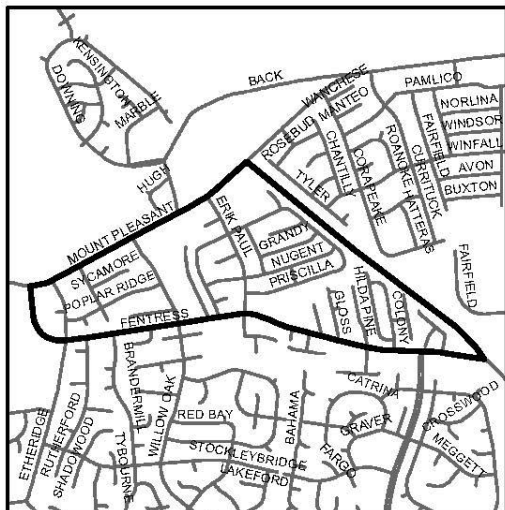 KENSINGTON
DOWNING
MARBLE
BACK
WANCHESE
PAMLICO
ROSEBUD
MANTEO
NORLINA
WINDSOR
WINFALL
AVON
BUXTON
FAIRFIELD
CURRITUCK
ROANOKE
HATTERAS
CORAPEAKE
CHANTILLY
TYLER
HUGH
MOUNT PLEASANT
ERIK PAUL
GRANDY
NUGENT
PRISCILLA
SYCAMORE
POPLAR RIDGE
FENTRESS
GLOSS
HILDA PINE
COLONY
FAIRFIELD
BRANDERMILL
WILLOW OAK
CATRINA
CROSSWOOD
RED BAY
BAHAMA
GRAVER
MEGGETT
ETHERIDGE
RUTHERFORD
SHADOWOOD
TYBOURNE
STOCKLEYBRIDGE
LAKEFORD
FARGO